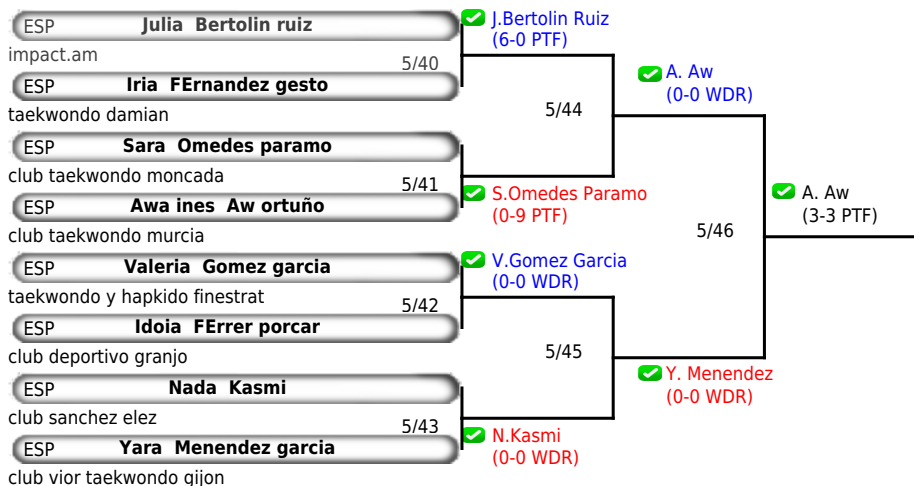 ESP Julia Bertolin ruiz
impact.am
5/40
ESP Iria FErnandez gesto
taekwondo damian
ESP Sara Omedes paramo
club taekwondo moncada
5/41
ESP Awa ines Aw ortuño
club taekwondo murcia
ESP Valeria Gomez garcia
taekwondo y hapkido finestrat
5/42
ESP Idoia FErrer porcar
club deportivo granjo
ESP Nada Kasmi
club sanchez elez
5/43
ESP Yara Menendez garcia
club vior taekwondo gijon
J.Bertolin Ruiz
(6-0 PTF)
5/44
S.Omedes Paramo
(0-9 PTF)
V.Gomez Garcia
(0-0 WDR)
5/45
N.Kasmi
(0-0 WDR)
A. Aw
(0-0 WDR)
5/46
Y. Menendez
(0-0 WDR)
A. Aw
(3-3 PTF)